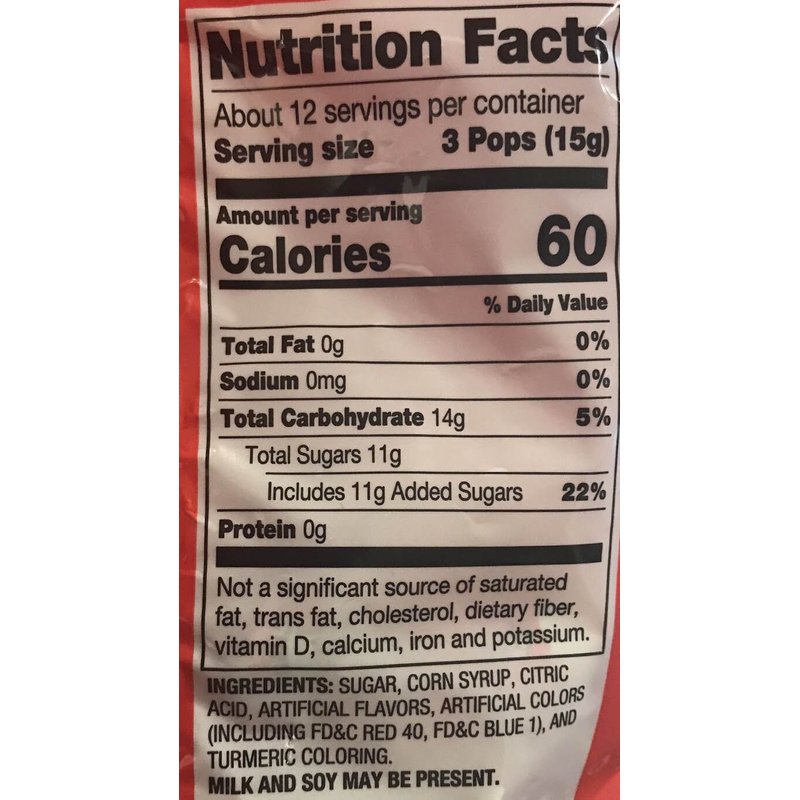 Nutrition Facts
About 12 servings per container
Serving size 3 Pops (15g)
Amount per serving
Calories 60
% Daily Value
Total Fat 0g 0%
Sodium 0mg 0%
Total Carbohydrate 14g 5%
Total Sugars 11g
Includes 11g Added Sugars 22%
Protein 0g
Not a significant source of saturated
fat, trans fat, cholesterol, dietary fiber,
vitamin D, calcium, iron and potassium.
INGREDIENTS: SUGAR, CORN SYRUP, CITRIC
ACID, ARTIFICIAL FLAVORS, ARTIFICIAL COLORS
(INCLUDING FD&C RED 40, FD&C BLUE 1), AND
TURMERIC COLORING.
MILK AND SOY MAY BE PRESENT.